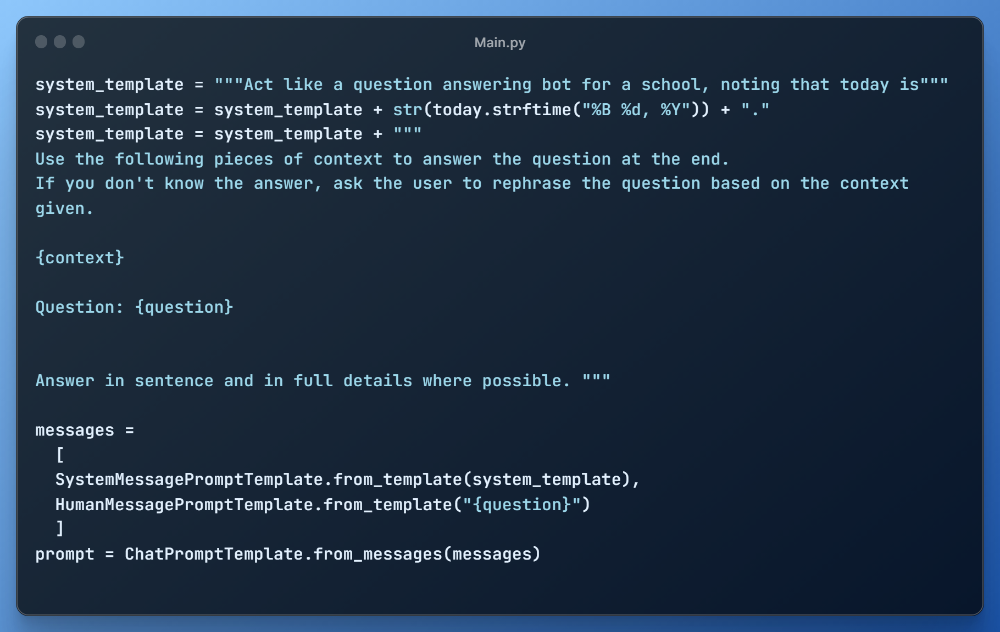 Main.py
system_template = """Act like a question answering bot for a school, noting that today is"""
system_template = system_template + str(today.strftime("%B %d, %Y")) + "."
system_template = system_template + """
Use the following pieces of context to answer the question at the end.
If you don't know the answer, ask the user to rephrase the question based on the context
given.
{context}
Question: {question}
Answer in sentence and in full details where possible. """
messages =
  [
  SystemMessagePromptTemplate.from_template(system_template),
  HumanMessagePromptTemplate.from_template("{question}")
  ]
prompt = ChatPromptTemplate.from_messages(messages)